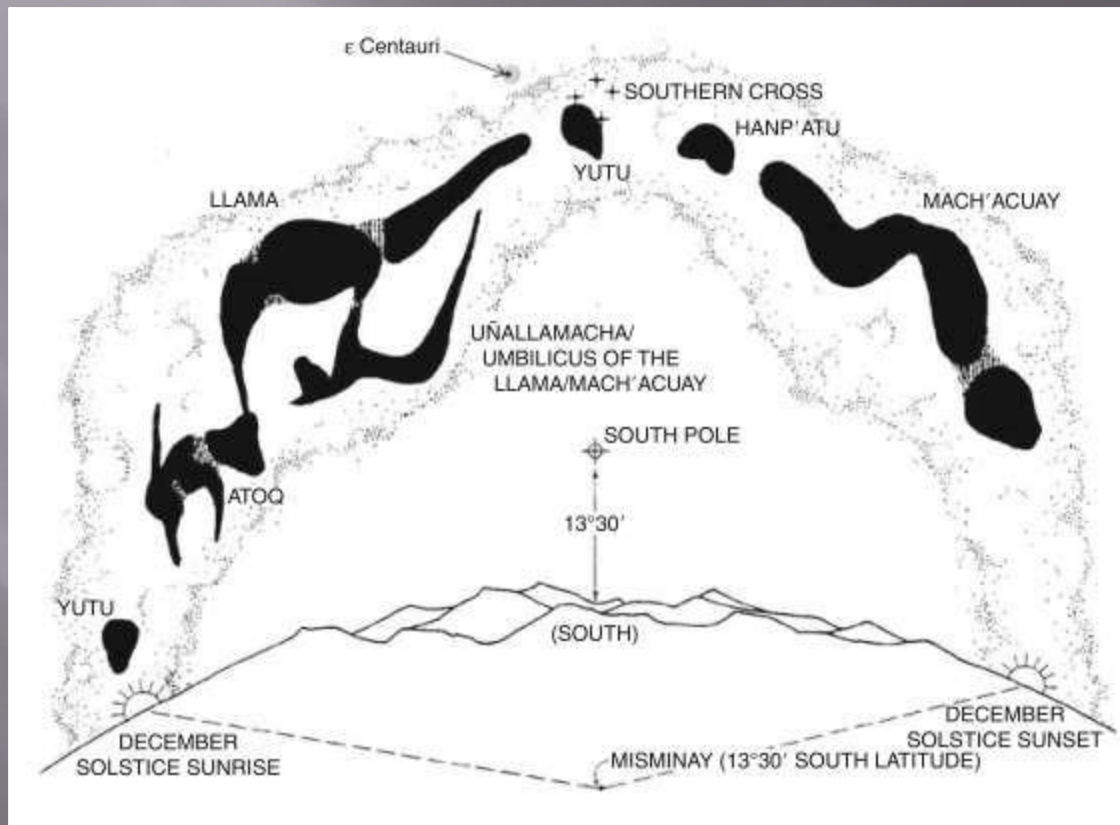 ε Centauri
SOUTHERN CROSS
HANP'ATU
YUTU
LLAMA
MACH'ACUAY
UÑALLAMACHA/
UMBILICUS OF THE
LLAMA/MACH'ACUAY
SOUTH POLE
ATOQ
13°30'
YUTU
(SOUTH)
DECEMBER
SOLSTICE SUNRISE
DECEMBER
SOLSTICE SUNSET
MISMINAY (13°30' SOUTH LATITUDE)